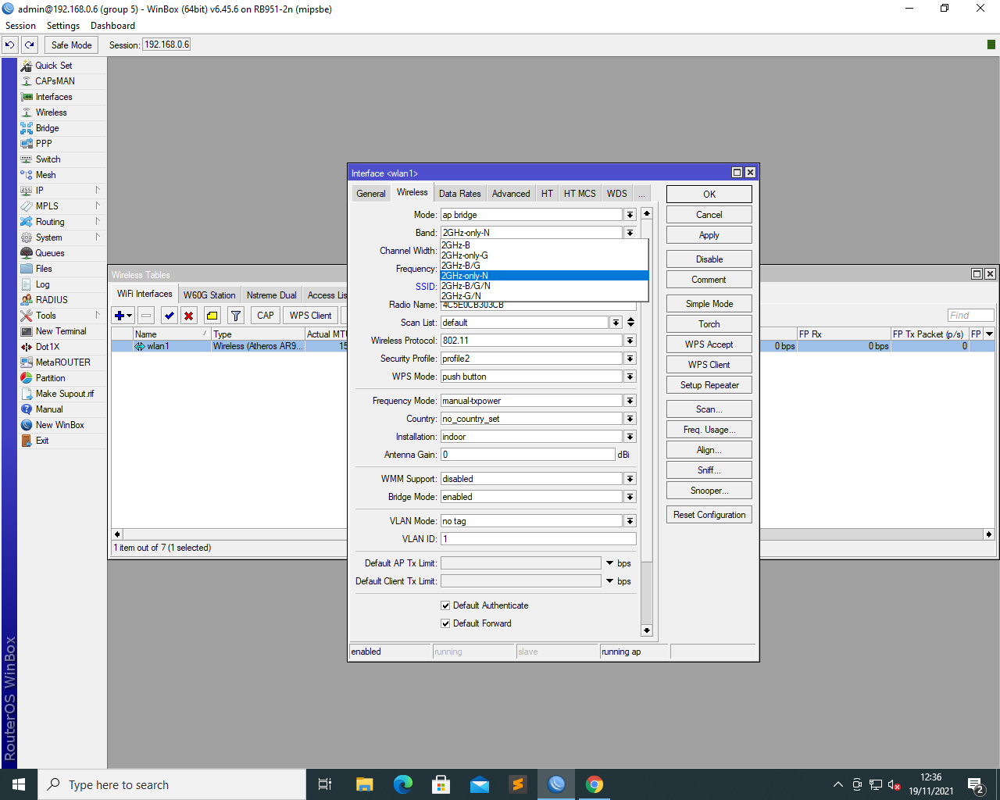 admin@192.168.0.6 (group 5) - WinBox (64bit) v6.45.6 on RB951-2n (mipsbe)
Session Settings Dashboard
Safe Mode Session: 192.168.0.6
Quick Set
CAPsMAN
Interfaces
Wireless
Bridge
PPP
Switch
Mesh
IP
MPLS
Routing
System
Queues
Files
Log
RADIUS
Tools
New Terminal
Dot1X
MetaROUTER
Partition
Make Supout.rif
Manual
New WinBox
Exit
RouterOS WinBox
Wireless Tables
WiFi Interfaces W60G Station Nstreme Dual Access Lis
CAP WPS Client
Find
Name / Type Actual MTU FP Rx FP Tx Packet (p/s) FP
wlan1 Wireless (Atheros AR9... 15 0 bps 0 bps 0
1 item out of 7 (1 selected)
Interface <wlan1>
General Wireless Data Rates Advanced HT HT MCS WDS ...
Mode: ap bridge
Band: 2GHz-only-N
2GHz-B
2GHz-only-G
2GHz-B/G
2GHz-only-N
2GHz-B/G/N
2GHz-G/N
Channel Width:
Frequency:
SSID:
Radio Name: 4C5E0CB303CB
Scan List: default
Wireless Protocol: 802.11
Security Profile: profile2
WPS Mode: push button
Frequency Mode: manual-txpower
Country: no_country_set
Installation: indoor
Antenna Gain: 0 dBi
WMM Support: disabled
Bridge Mode: enabled
VLAN Mode: no tag
VLAN ID: 1
Default AP Tx Limit: bps
Default Client Tx Limit: bps
Default Authenticate
Default Forward
enabled running slave running ap
OK
Cancel
Apply
Disable
Comment
Simple Mode
Torch
WPS Accept
WPS Client
Setup Repeater
Scan...
Freq. Usage...
Align...
Sniff...
Snooper...
Reset Configuration
Type here to search
12:36
19/11/2021
2